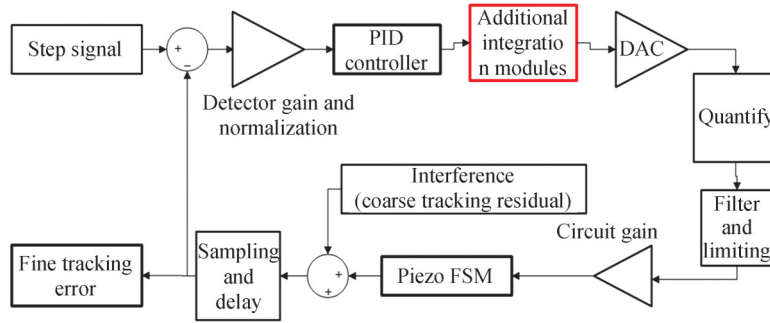 Step signal
+
−
Detector gain and
normalization
PID
controller
Additional
integratio
n modules
DAC
Quantify
Filter
and
limiting
Circuit gain
Piezo FSM
Interference
(coarse tracking residual)
+
+
Sampling
and
delay
Fine tracking
error